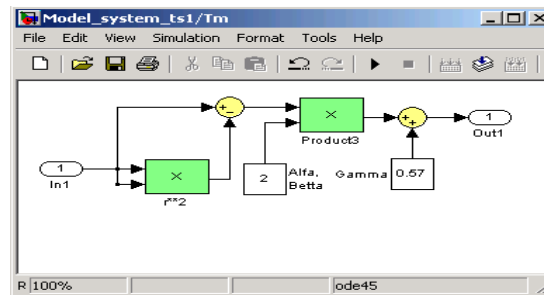 Model_system_ts1/Tm
File Edit View Simulation Format Tools Help
+ −
×
Product3
+ +
1
Out1
1
In1
×
r**2
2
Alfa,
Betta
Gamma
0.57
R 100%
ode45